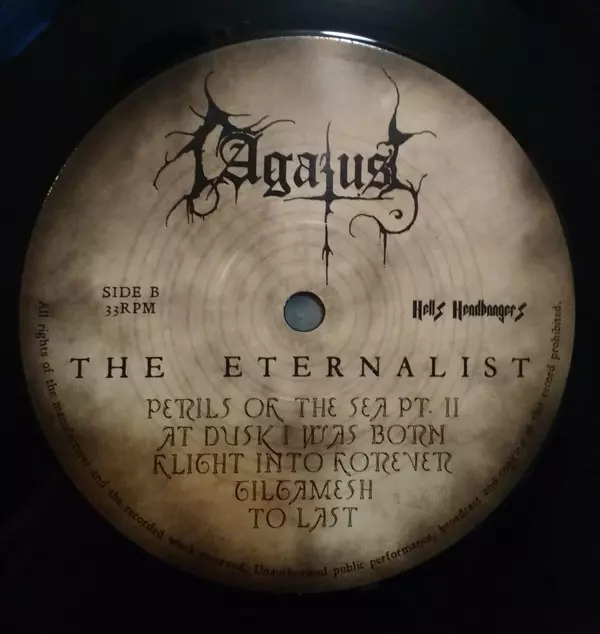 Agatus
SIDE B
33RPM
Hells Headbangers
THE ETERNALIST
PERILS OF THE SEA PT. II
AT DUSK I WAS BORN
FLIGHT INTO FOREVER
GILGAMESH
TO LAST
All rights of the manufacturer and the recorded work reserved. Unauthorised public performance, broadcast and copying of the record prohibited.